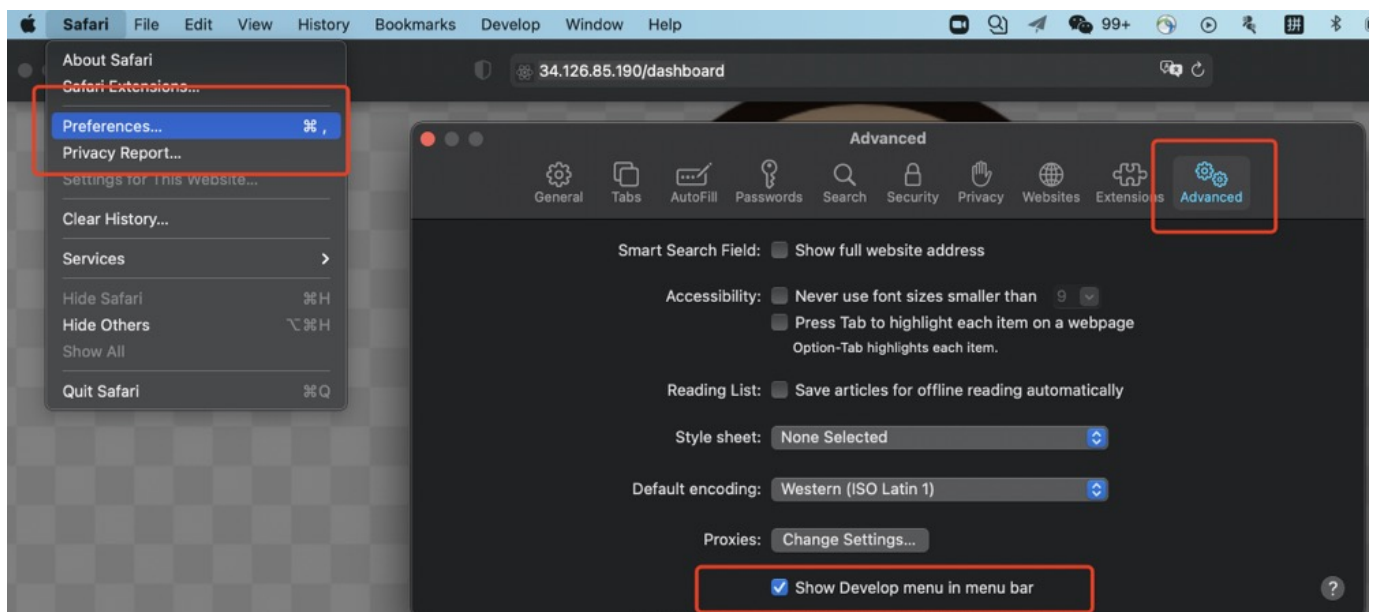 Safari File Edit View History Bookmarks Develop Window Help 99+ 拼
34.126.85.190/dashboard
About Safari
Safari Extensions...
Preferences... ⌘ ,
Privacy Report...
Settings for This Website...
Clear History...
Services
Hide Safari ⌘H
Hide Others ⌥⌘H
Show All
Quit Safari ⌘Q
Advanced
General Tabs AutoFill Passwords Search Security Privacy Websites Extensions Advanced
Smart Search Field: Show full website address
Accessibility: Never use font sizes smaller than 9
Press Tab to highlight each item on a webpage
Option-Tab highlights each item.
Reading List: Save articles for offline reading automatically
Style sheet: None Selected
Default encoding: Western (ISO Latin 1)
Proxies: Change Settings...
Show Develop menu in menu bar ?